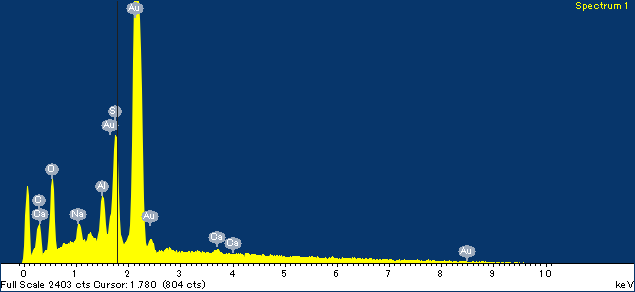 Spectrum 1
Au
Si
Au
O
Al
C
Ca
Na
Au
Ca
Ca
Au
0 1 2 3 4 5 6 7 8 9 10
Full Scale 2403 cts Cursor: 1.780 (804 cts) keV